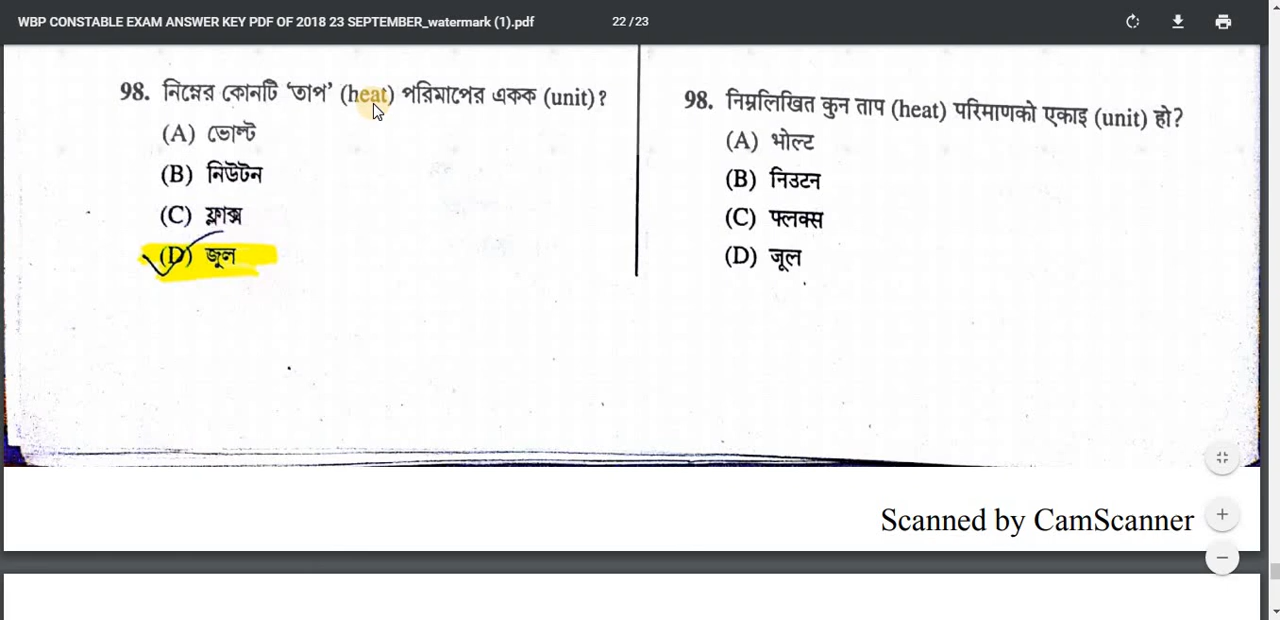 WBP CONSTABLE EXAM ANSWER KEY PDF OF 2018 23 SEPTEMBER_watermark (1).pdf
22 / 23
98. নিম্নের কোনটি ‘তাপ’ (heat) পরিমাপের একক (unit) ?
(A) ভোল্ট
(B) নিউটন
(C) ফ্লাক্স
(D) জুল
98. निम्नलिखित कुन ताप (heat) परिमाणको एकाइ (unit) हो?
(A) भोल्ट
(B) निउटन
(C) फ्लक्स
(D) जूल
Scanned by CamScanner